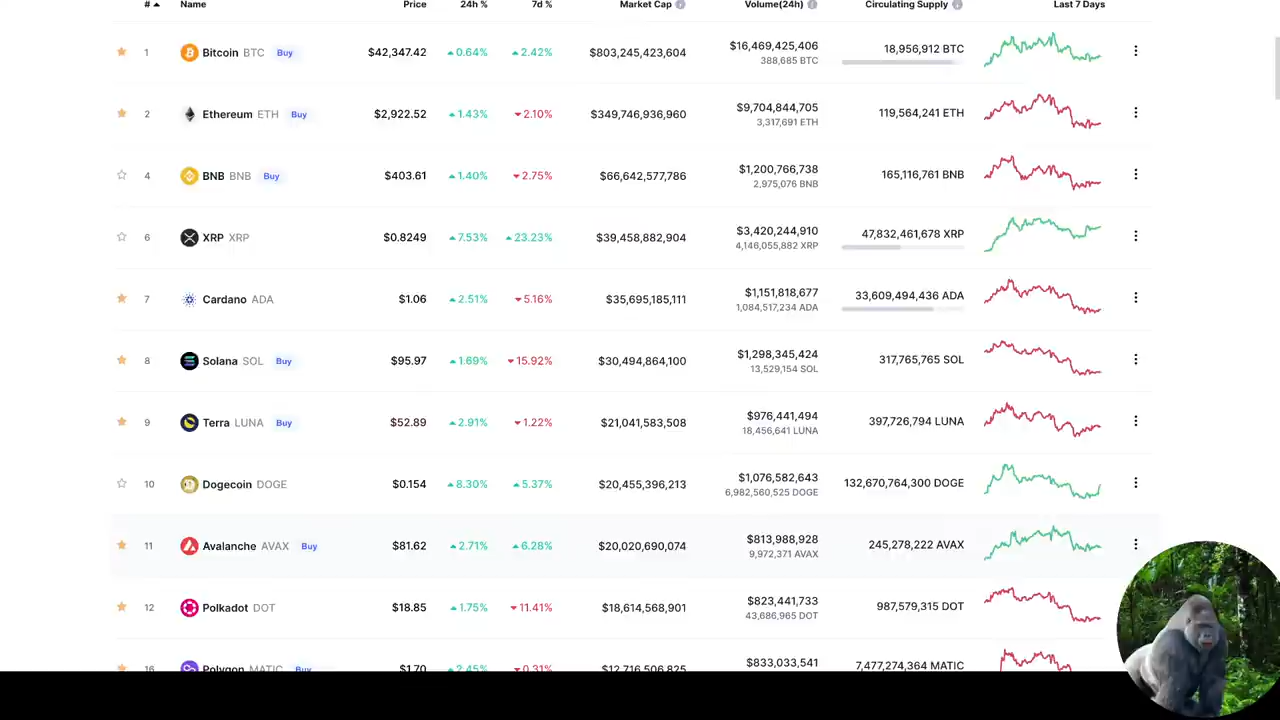 # Name Price 24h % 7d % Market Cap Volume(24h) Circulating Supply Last 7 Days
1 Bitcoin BTC Buy $42,347.42 0.64% 2.42% $803,245,423,604 $16,469,425,406 18,956,912 BTC
388,685 BTC
2 Ethereum ETH Buy $2,922.52 1.43% 2.10% $349,746,936,960 $9,704,844,705 119,564,241 ETH
3,317,691 ETH
4 BNB BNB Buy $403.61 1.40% 2.75% $66,642,577,786 $1,200,766,738 165,116,761 BNB
2,975,076 BNB
6 XRP XRP $0.8249 7.53% 23.23% $39,458,882,904 $3,420,244,910 47,832,461,678 XRP
4,146,055,882 XRP
7 Cardano ADA $1.06 2.51% 5.16% $35,695,185,111 $1,151,818,677 33,609,494,436 ADA
1,084,517,234 ADA
8 Solana SOL Buy $95.97 1.69% 15.92% $30,494,864,100 $1,298,345,424 317,765,765 SOL
13,529,154 SOL
9 Terra LUNA Buy $52.89 2.91% 1.22% $21,041,583,508 $976,441,494 397,726,794 LUNA
18,456,641 LUNA
10 Dogecoin DOGE $0.154 8.30% 5.37% $20,455,396,213 $1,076,582,643 132,670,764,300 DOGE
6,982,560,525 DOGE
11 Avalanche AVAX Buy $81.62 2.71% 6.28% $20,020,690,074 $813,988,928 245,278,222 AVAX
9,972,371 AVAX
12 Polkadot DOT $18.85 1.75% 11.41% $18,614,568,901 $823,441,733 987,579,315 DOT
43,686,965 DOT
16 Polygon MATIC Buy $1.70 2.45% 0.31% $12,716,506,825 $833,033,541 7,477,274,364 MATIC